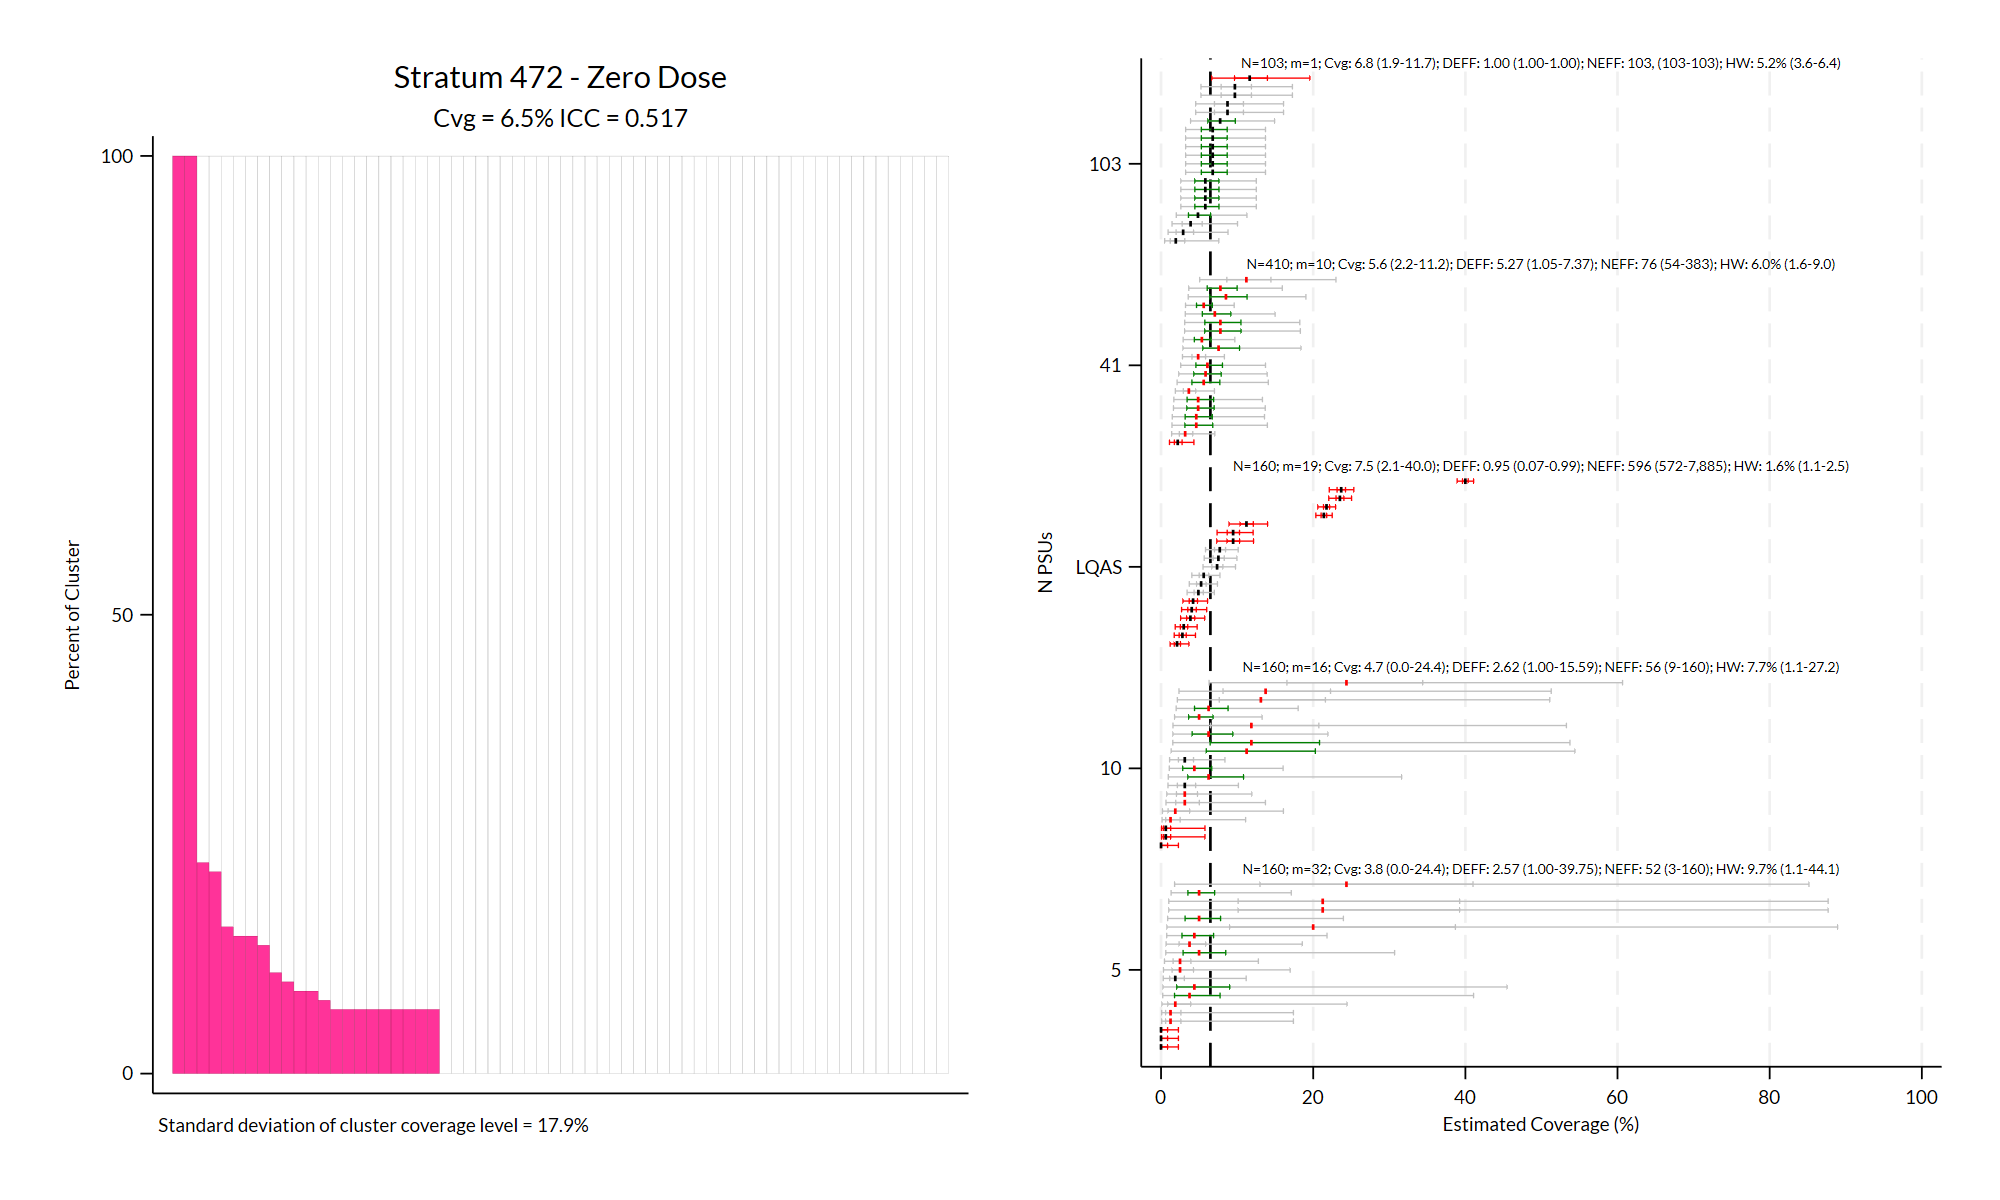 Stratum 472 - Zero Dose
Cvg = 6.5% ICC = 0.517
100
50
0
Percent of Cluster
Standard deviation of cluster coverage level = 17.9%
N=103; m=1; Cvg: 6.8 (1.9-11.7); DEFF: 1.00 (1.00-1.00); NEFF: 103, (103-103); HW: 5.2% (3.6-6.4)
103
N=410; m=10; Cvg: 5.6 (2.2-11.2); DEFF: 5.27 (1.05-7.37); NEFF: 76 (54-383); HW: 6.0% (1.6-9.0)
41
N=160; m=19; Cvg: 7.5 (2.1-40.0); DEFF: 0.95 (0.07-0.99); NEFF: 596 (572-7,885); HW: 1.6% (1.1-2.5)
LQAS
N=160; m=16; Cvg: 4.7 (0.0-24.4); DEFF: 2.62 (1.00-15.59); NEFF: 56 (9-160); HW: 7.7% (1.1-27.2)
10
N=160; m=32; Cvg: 3.8 (0.0-24.4); DEFF: 2.57 (1.00-39.75); NEFF: 52 (3-160); HW: 9.7% (1.1-44.1)
5
N PSUs
0 20 40 60 80 100
Estimated Coverage (%)